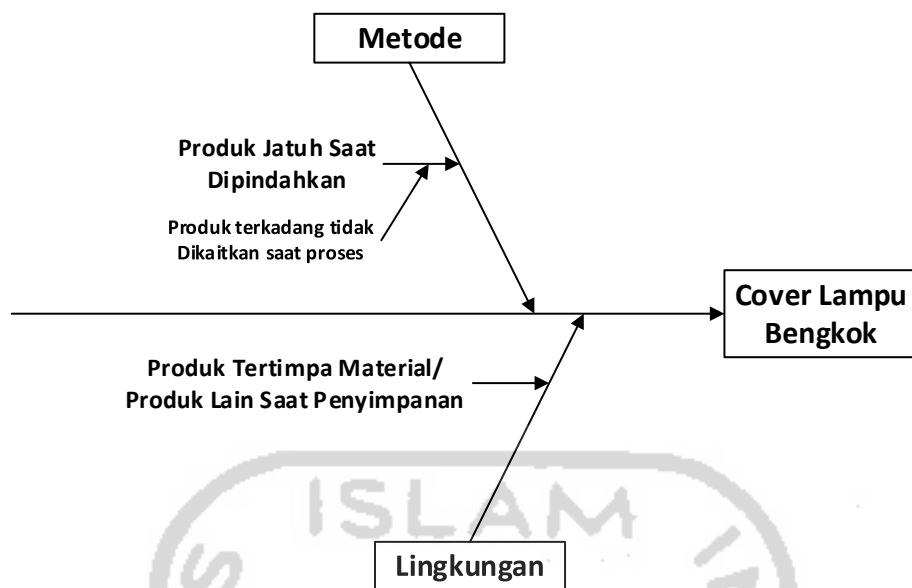 Metode
Produk Jatuh Saat
Dipindahkan
Produk terkadang tidak
Dikaitkan saat proses
Cover Lampu
Bengkok
Produk Tertimpa Material/
Produk Lain Saat Penyimpanan
ISLAM
Lingkungan